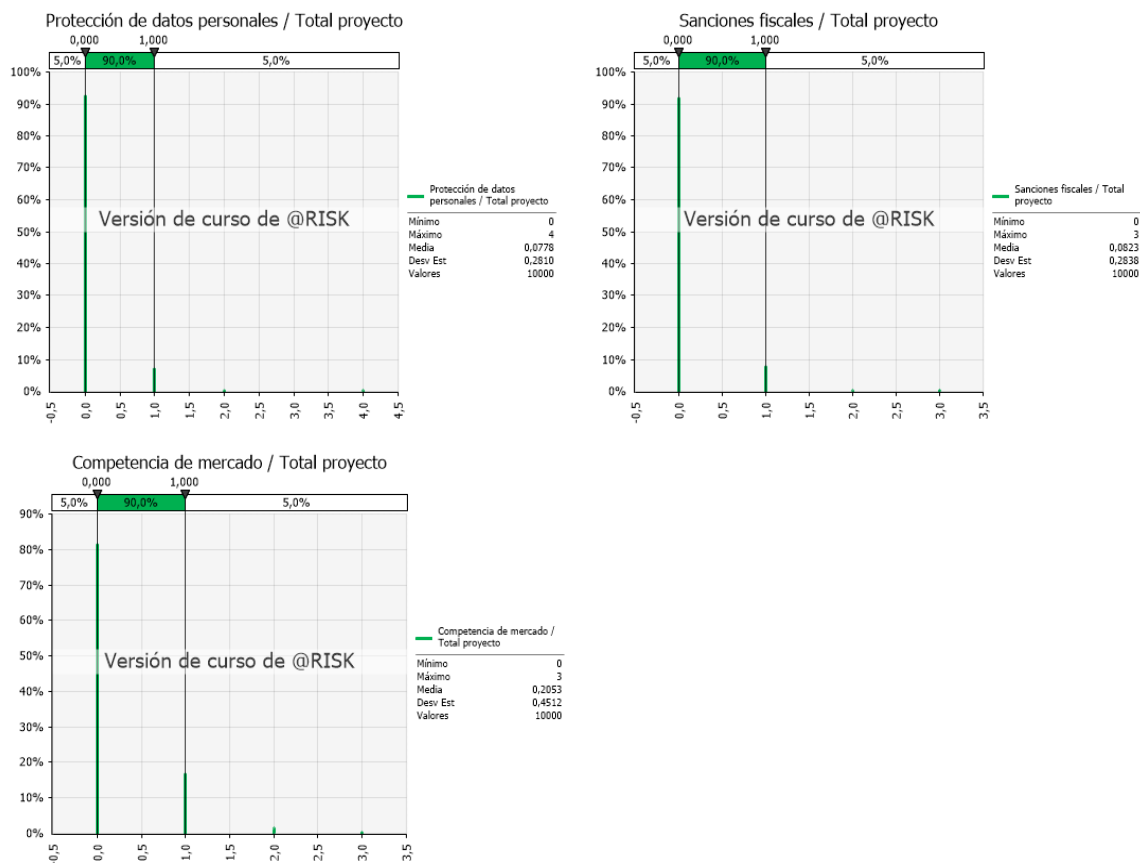 Protección de datos personales / Total proyecto
0,000 1,000
5,0% 90,0% 5,0%
100%
90%
80%
70%
60%
50%
40%
30%
20%
10%
0%
-0,5
0,0
0,5
1,0
1,5
2,0
2,5
3,0
3,5
4,0
4,5
Versión de curso de @RISK
Protección de datos
personales / Total proyecto
Mínimo 0
Máximo 4
Media 0,0778
Desv Est 0,2810
Valores 10000
Sanciones fiscales / Total proyecto
0,000 1,000
5,0% 90,0% 5,0%
100%
90%
80%
70%
60%
50%
40%
30%
20%
10%
0%
-0,5
0,0
0,5
1,0
1,5
2,0
2,5
3,0
3,5
Versión de curso de @RISK
Sanciones fiscales / Total
proyecto
Mínimo 0
Máximo 3
Media 0,0823
Desv Est 0,2838
Valores 10000
Competencia de mercado / Total proyecto
0,000 1,000
5,0% 90,0% 5,0%
90%
80%
70%
60%
50%
40%
30%
20%
10%
0%
-0,5
0,0
0,5
1,0
1,5
2,0
2,5
3,0
3,5
Versión de curso de @RISK
Competencia de mercado /
Total proyecto
Mínimo 0
Máximo 3
Media 0,2053
Desv Est 0,4512
Valores 10000